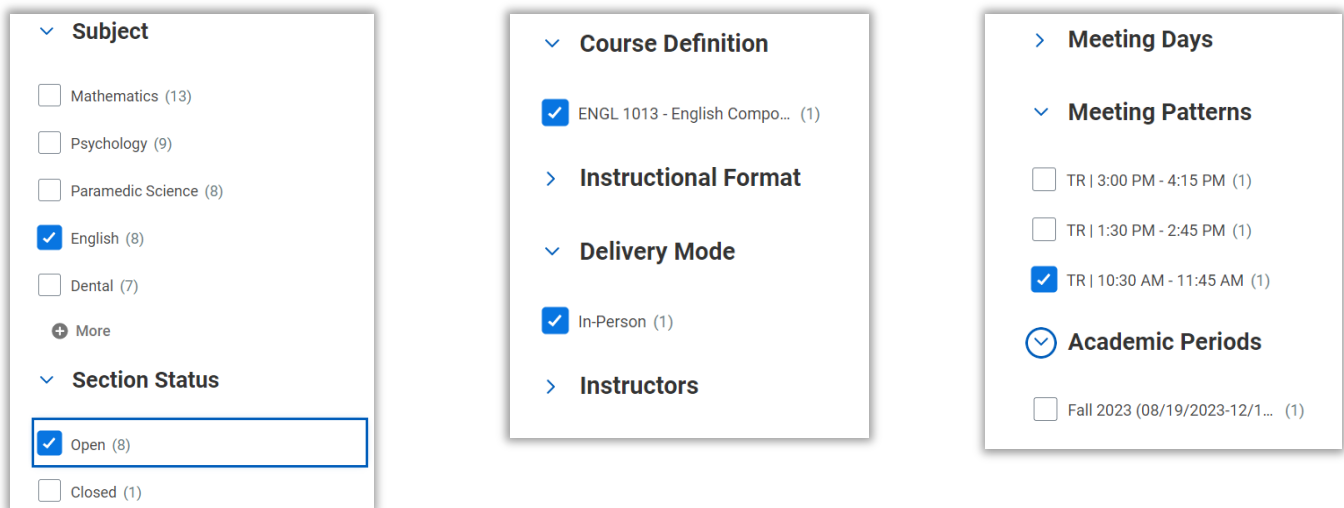 Subject
Mathematics (13)
Psychology (9)
Paramedic Science (8)
English (8)
Dental (7)
More
Section Status
Open (8)
Closed (1)
Course Definition
ENGL 1013 - English Compo... (1)
Instructional Format
Delivery Mode
In-Person (1)
Instructors
Meeting Days
Meeting Patterns
TR | 3:00 PM - 4:15 PM (1)
TR | 1:30 PM - 2:45 PM (1)
TR | 10:30 AM - 11:45 AM (1)
Academic Periods
Fall 2023 (08/19/2023-12/1... (1)